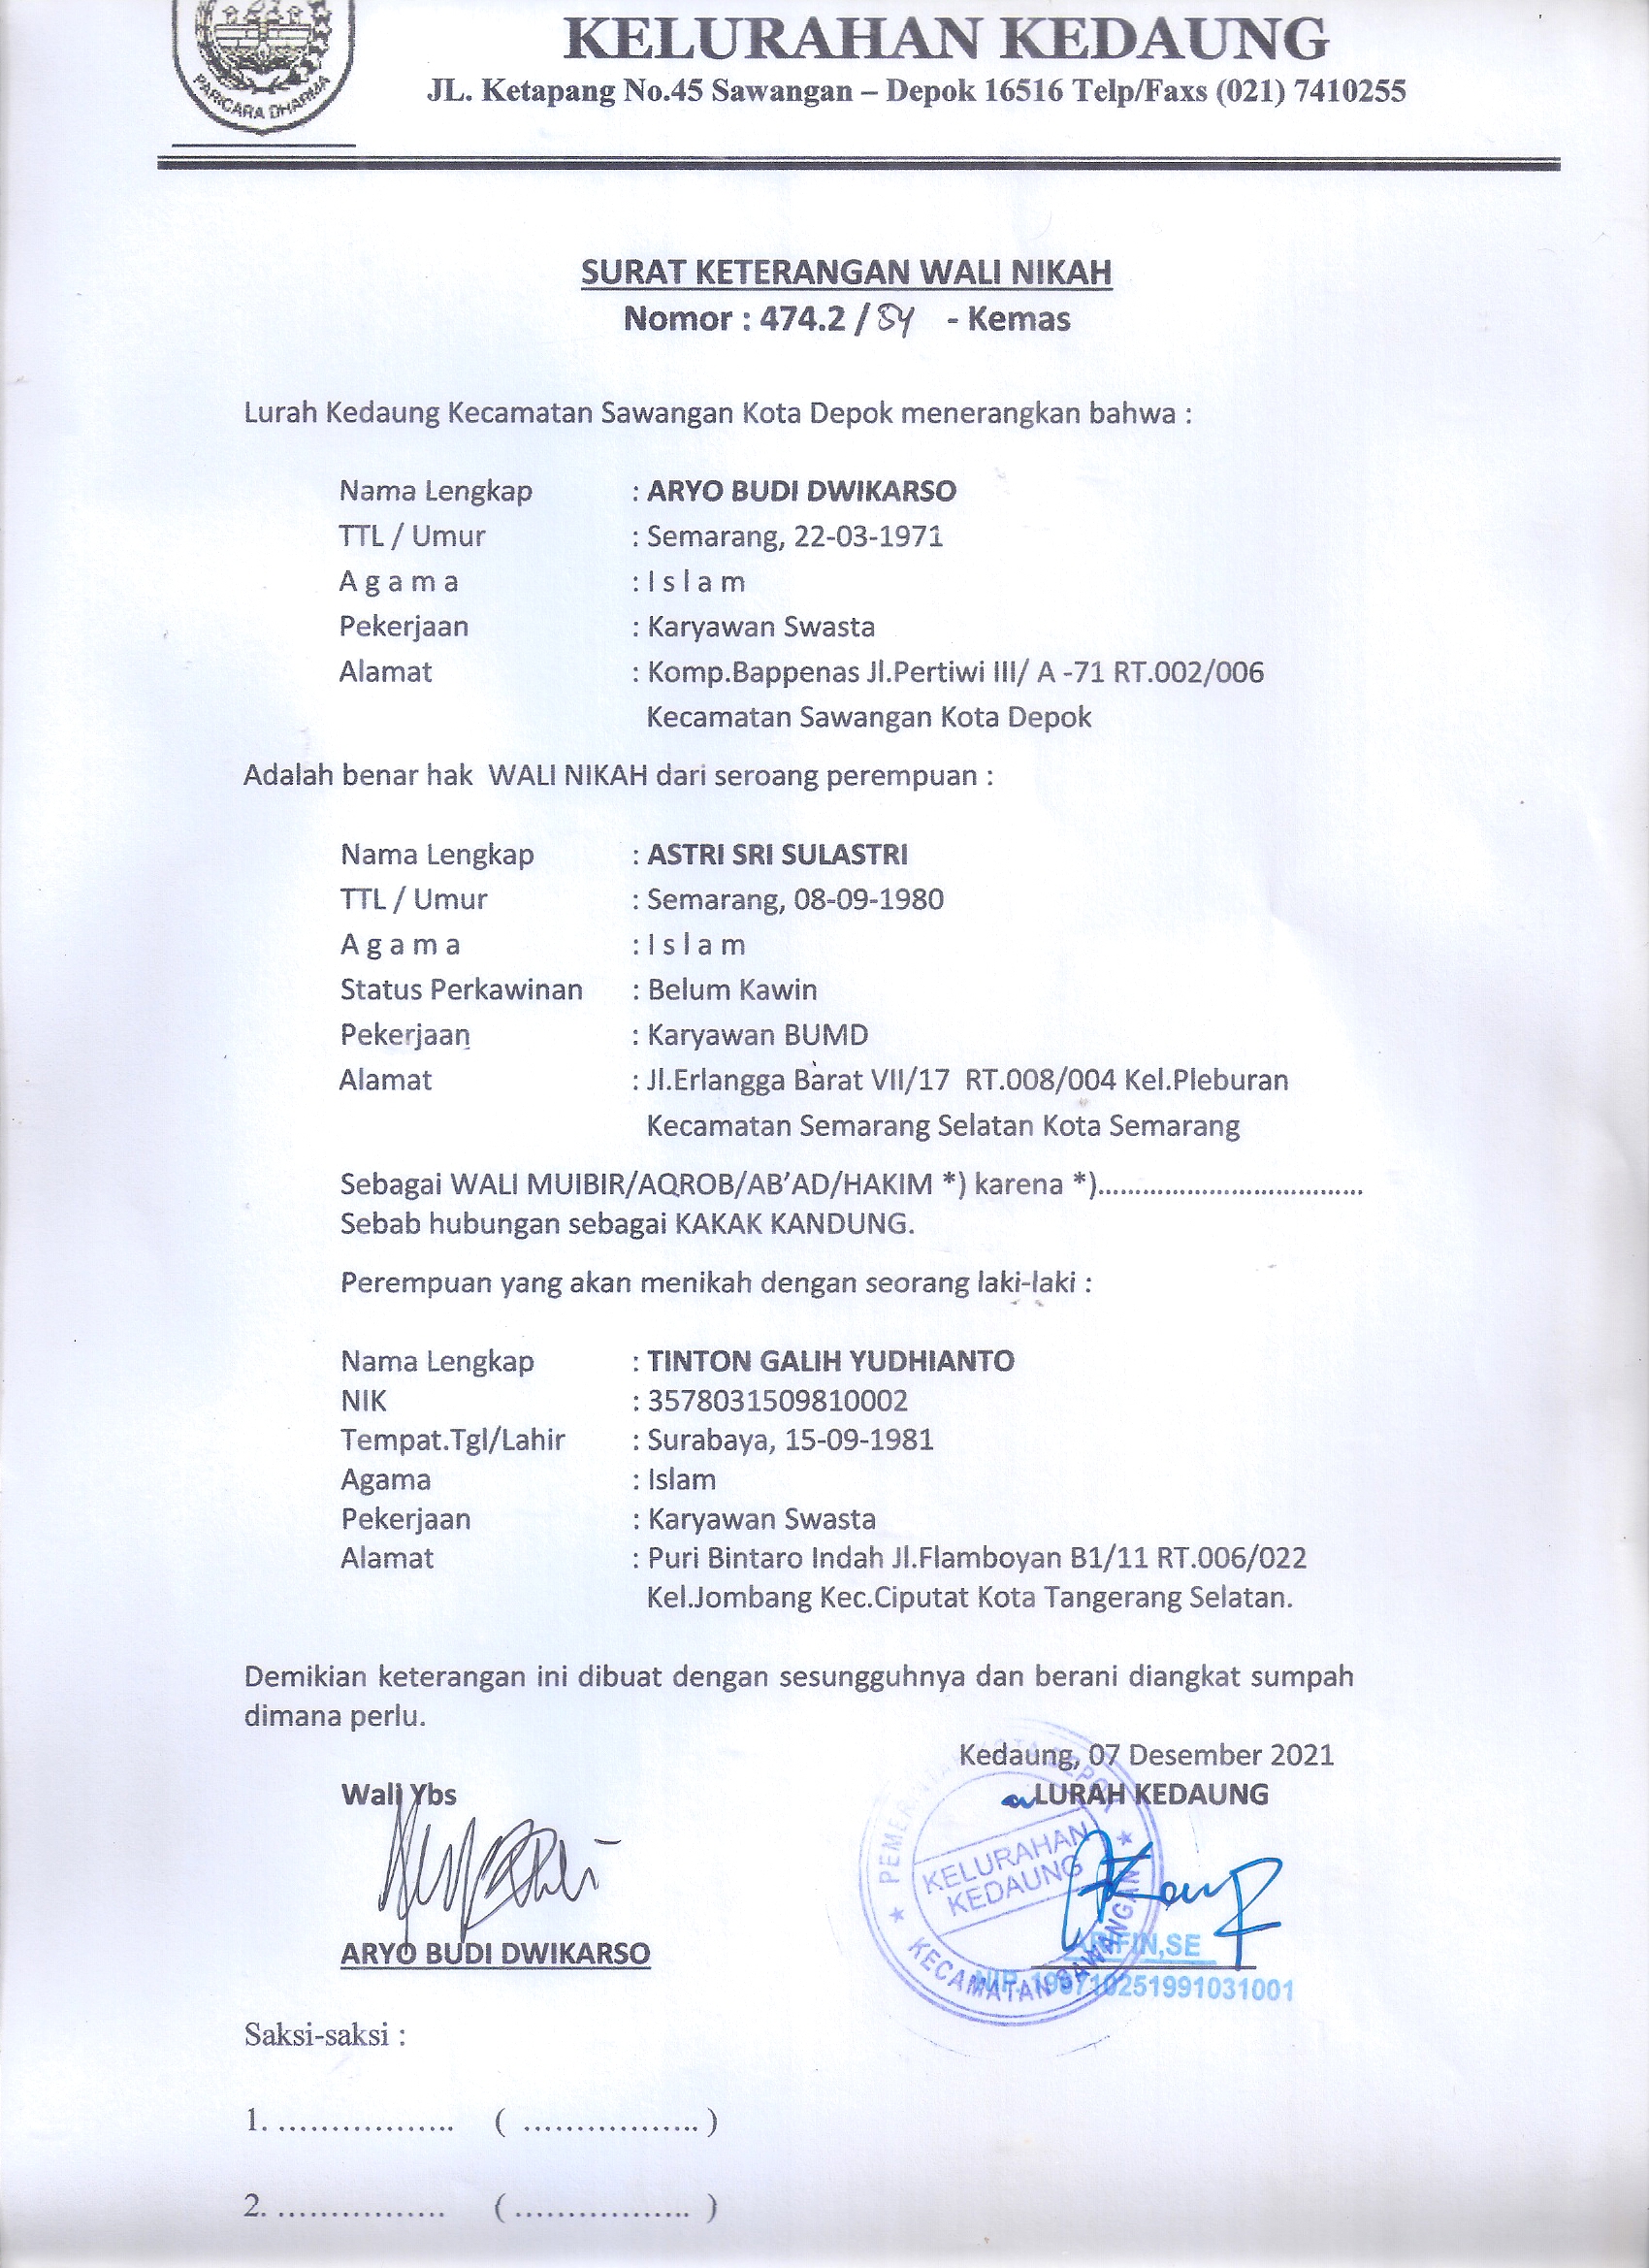 PARICARA DHARMA
KELURAHAN KEDAUNG
JL. Ketapang No.45 Sawangan – Depok 16516 Telp/Faxs (021) 7410255
SURAT KETERANGAN WALI NIKAH
Nomor : 474.2 / 54 - Kemas
Lurah Kedaung Kecamatan Sawangan Kota Depok menerangkan bahwa :
Nama Lengkap : ARYO BUDI DWIKARSO
TTL / Umur : Semarang, 22-03-1971
A g a m a : I s l a m
Pekerjaan : Karyawan Swasta
Alamat : Komp.Bappenas Jl.Pertiwi III/ A -71 RT.002/006
Kecamatan Sawangan Kota Depok
Adalah benar hak WALI NIKAH dari seroang perempuan :
Nama Lengkap : ASTRI SRI SULASTRI
TTL / Umur : Semarang, 08-09-1980
A g a m a : I s l a m
Status Perkawinan : Belum Kawin
Pekerjaan : Karyawan BUMD
Alamat : Jl.Erlangga Barat VII/17 RT.008/004 Kel.Pleburan
Kecamatan Semarang Selatan Kota Semarang
Sebagai WALI MUIBIR/AQROB/AB’AD/HAKIM *) karena *)....................................
Sebab hubungan sebagai KAKAK KANDUNG.
Perempuan yang akan menikah dengan seorang laki-laki :
Nama Lengkap : TINTON GALIH YUDHIANTO
NIK : 3578031509810002
Tempat.Tgl/Lahir : Surabaya, 15-09-1981
Agama : Islam
Pekerjaan : Karyawan Swasta
Alamat : Puri Bintaro Indah Jl.Flamboyan B1/11 RT.006/022
Kel.Jombang Kec.Ciputat Kota Tangerang Selatan.
Demikian keterangan ini dibuat dengan sesungguhnya dan berani diangkat sumpah
dimana perlu.
Kedaung, 07 Desember 2021
Wali Ybs
LURAH KEDAUNG
PEMERINTAH KOTA DEPOK
KELURAHAN
KEDAUNG
KECAMATAN SAWANGAN
ARYO BUDI DWIKARSO
ARIFIN,SE
NIP. 196710251991031001
Saksi-saksi :
1. ................. ( ................. )
2. ................ ( ................. )